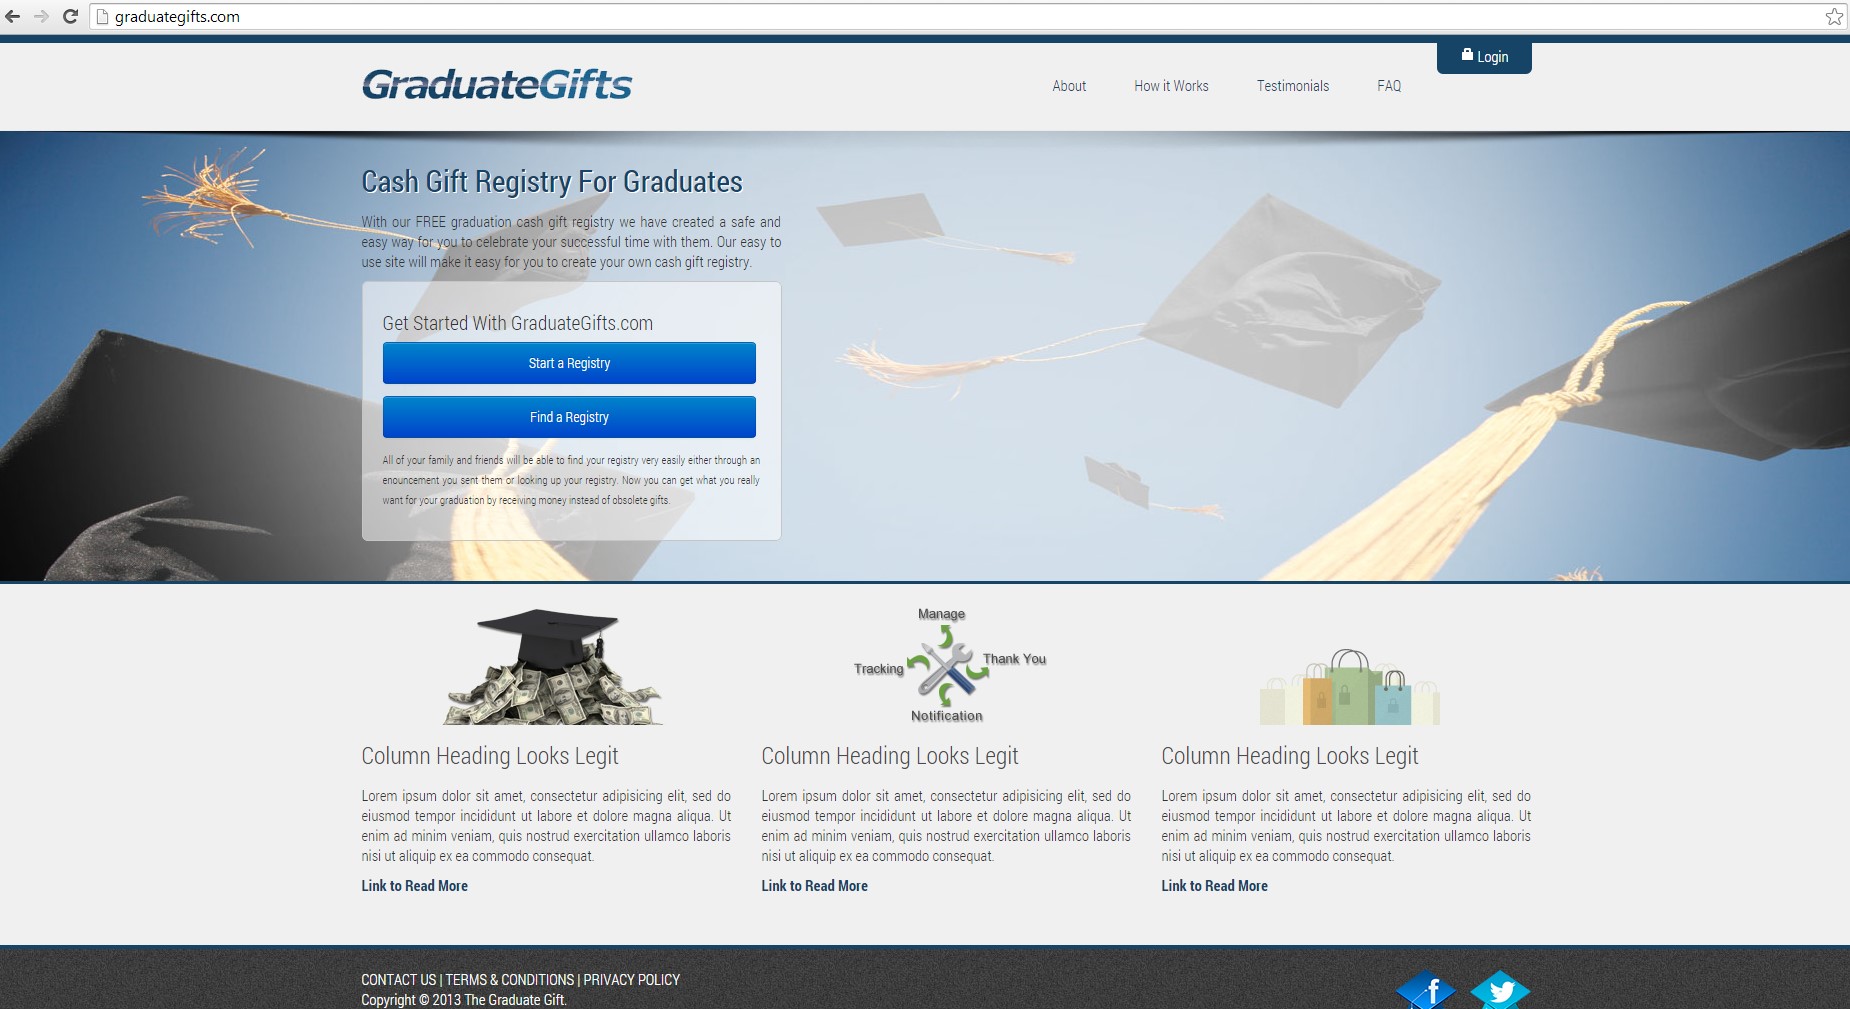 graduategifts.com
Login
GraduateGifts
About How it Works Testimonials FAQ
Cash Gift Registry For Graduates
With our FREE graduation cash gift registry we have created a safe and
easy way for you to celebrate your successful time with them. Our easy to
use site will make it easy for you to create your own cash gift registry.
Get Started With GraduateGifts.com
Start a Registry
Find a Registry
All of your family and friends will be able to find your registry very easily either through an
enouncement you sent them or looking up your registry. Now you can get what you really
want for your graduation by receiving money instead of obsolete gifts.
Manage
Tracking
Thank You
Notification
Column Heading Looks Legit
Lorem ipsum dolor sit amet, consectetur adipisicing elit, sed do
eiusmod tempor incididunt ut labore et dolore magna aliqua. Ut
enim ad minim veniam, quis nostrud exercitation ullamco laboris
nisi ut aliquip ex ea commodo consequat.
Link to Read More
Column Heading Looks Legit
Lorem ipsum dolor sit amet, consectetur adipisicing elit, sed do
eiusmod tempor incididunt ut labore et dolore magna aliqua. Ut
enim ad minim veniam, quis nostrud exercitation ullamco laboris
nisi ut aliquip ex ea commodo consequat.
Link to Read More
Column Heading Looks Legit
Lorem ipsum dolor sit amet, consectetur adipisicing elit, sed do
eiusmod tempor incididunt ut labore et dolore magna aliqua. Ut
enim ad minim veniam, quis nostrud exercitation ullamco laboris
nisi ut aliquip ex ea commodo consequat.
Link to Read More
CONTACT US | TERMS & CONDITIONS | PRIVACY POLICY
Copyright © 2013 The Graduate Gift.